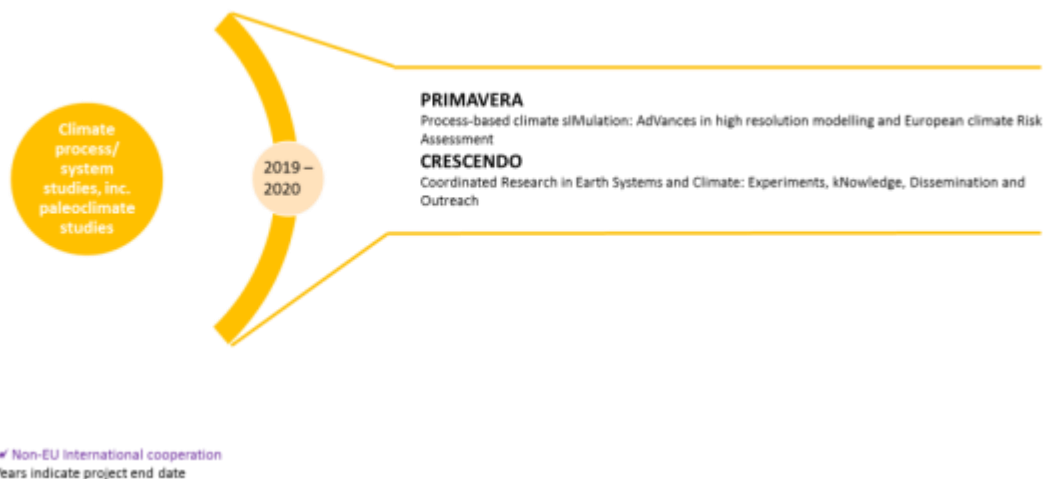 Climate
process/
system
studies, inc.
paleoclimate
studies
2019 –
2020
PRIMAVERA
Process-based climate sIMulation: AdVances in high resolution modelling and European climate Risk
Assessment
CRESCENDO
Coordinated Research in Earth Systems and Climate: Experiments, kNowledge, Dissemination and
Outreach
✔ Non-EU International cooperation
Years indicate project end date